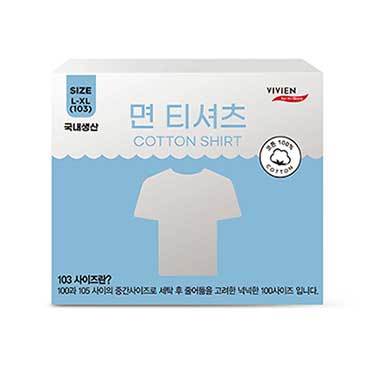 SIZE
L-XL
(103)
국내생산
VIVIEN
면 티셔츠
COTTON SHIRT
코튼 100%
COTTON
103 사이즈란?
100과 105 사이의 중간사이즈로 세탁 후 줄어듦을 고려한 넉넉한 100사이즈 입니다.